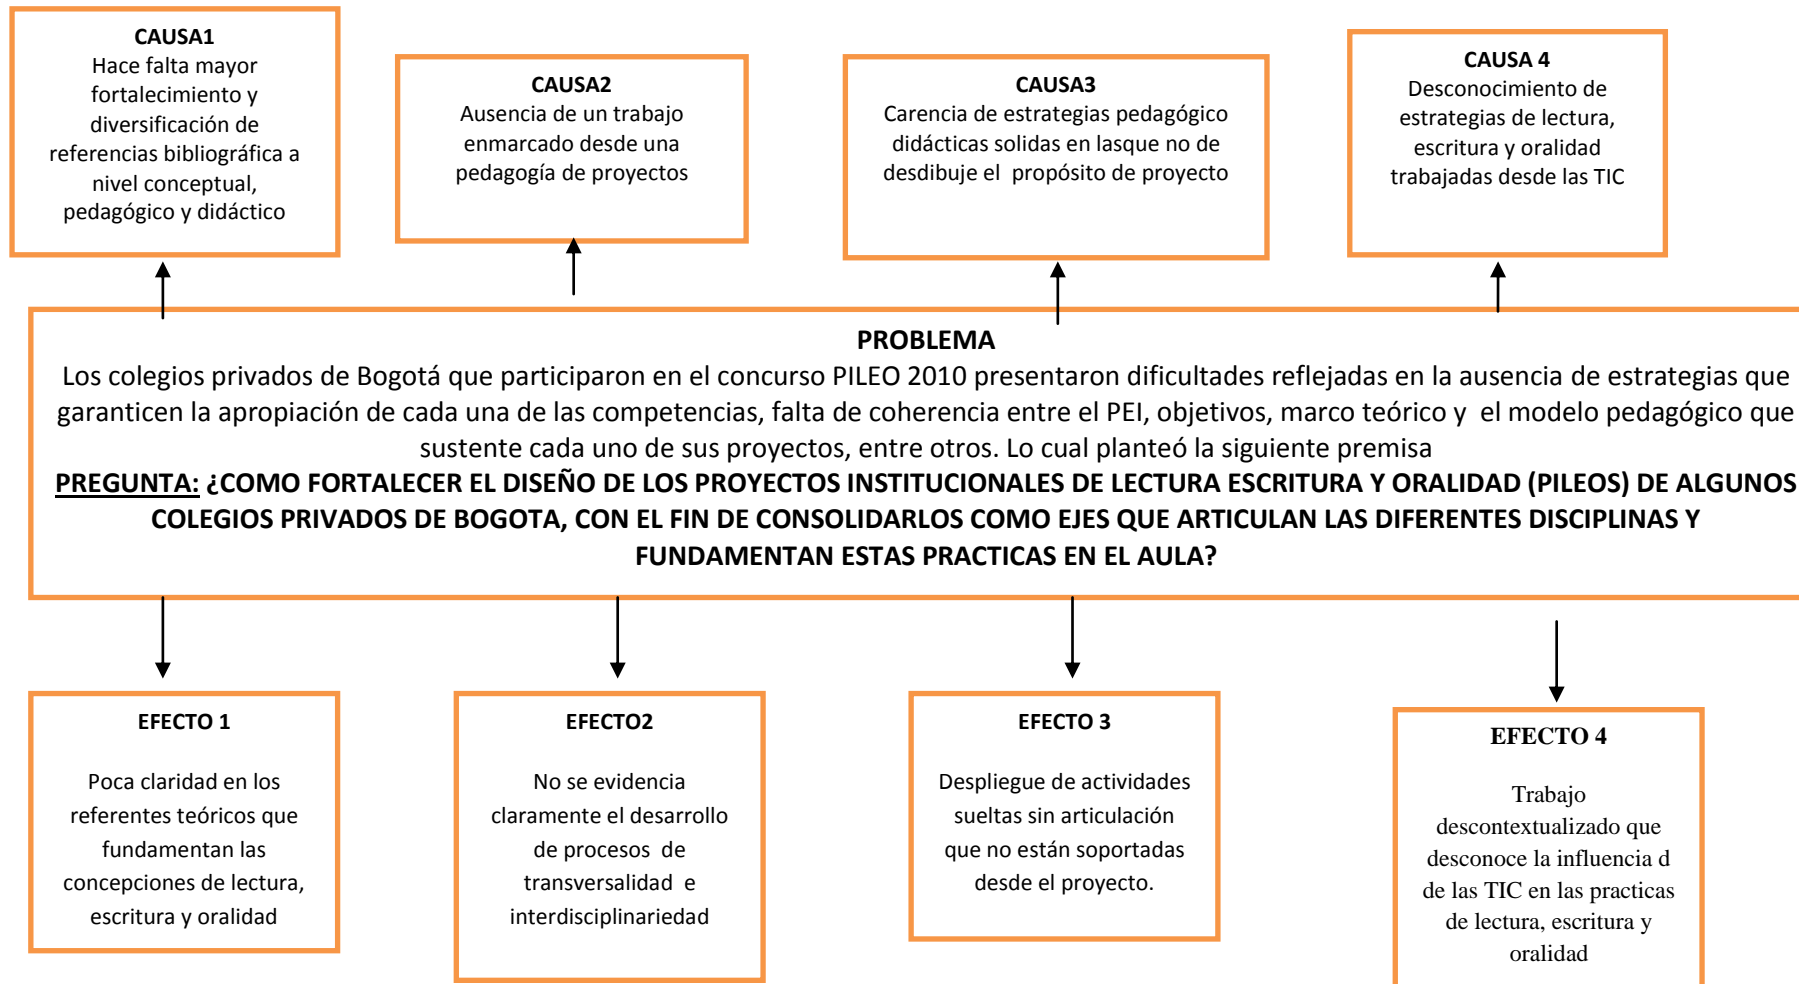 CAUSA1
Hace falta mayor
fortalecimiento y
diversificación de
referencias bibliográfica a
nivel conceptual,
pedagógico y didáctico
CAUSA2
Ausencia de un trabajo
enmarcado desde una
pedagogía de proyectos
CAUSA3
Carencia de estrategias pedagógico
didácticas solidas en lasque no de
desdibuje el propósito de proyecto
CAUSA 4
Desconocimiento de
estrategias de lectura,
escritura y oralidad
trabajadas desde las TIC
PROBLEMA
Los colegios privados de Bogotá que participaron en el concurso PILEO 2010 presentaron dificultades reflejadas en la ausencia de estrategias que
garanticen la apropiación de cada una de las competencias, falta de coherencia entre el PEI, objetivos, marco teórico y el modelo pedagógico que
sustente cada uno de sus proyectos, entre otros. Lo cual planteó la siguiente premisa
PREGUNTA: ¿COMO FORTALECER EL DISEÑO DE LOS PROYECTOS INSTITUCIONALES DE LECTURA ESCRITURA Y ORALIDAD (PILEOS) DE ALGUNOS
COLEGIOS PRIVADOS DE BOGOTA, CON EL FIN DE CONSOLIDARLOS COMO EJES QUE ARTICULAN LAS DIFERENTES DISCIPLINAS Y
FUNDAMENTAN ESTAS PRACTICAS EN EL AULA?
EFECTO 1
Poca claridad en los
referentes teóricos que
fundamentan las
concepciones de lectura,
escritura y oralidad
EFECTO2
No se evidencia
claramente el desarrollo
de procesos de
transversalidad e
interdisciplinariedad
EFECTO 3
Despliegue de actividades
sueltas sin articulación
que no están soportadas
desde el proyecto.
EFECTO 4
Trabajo
descontextualizado que
desconoce la influencia d
de las TIC en las practicas
de lectura, escritura y
oralidad